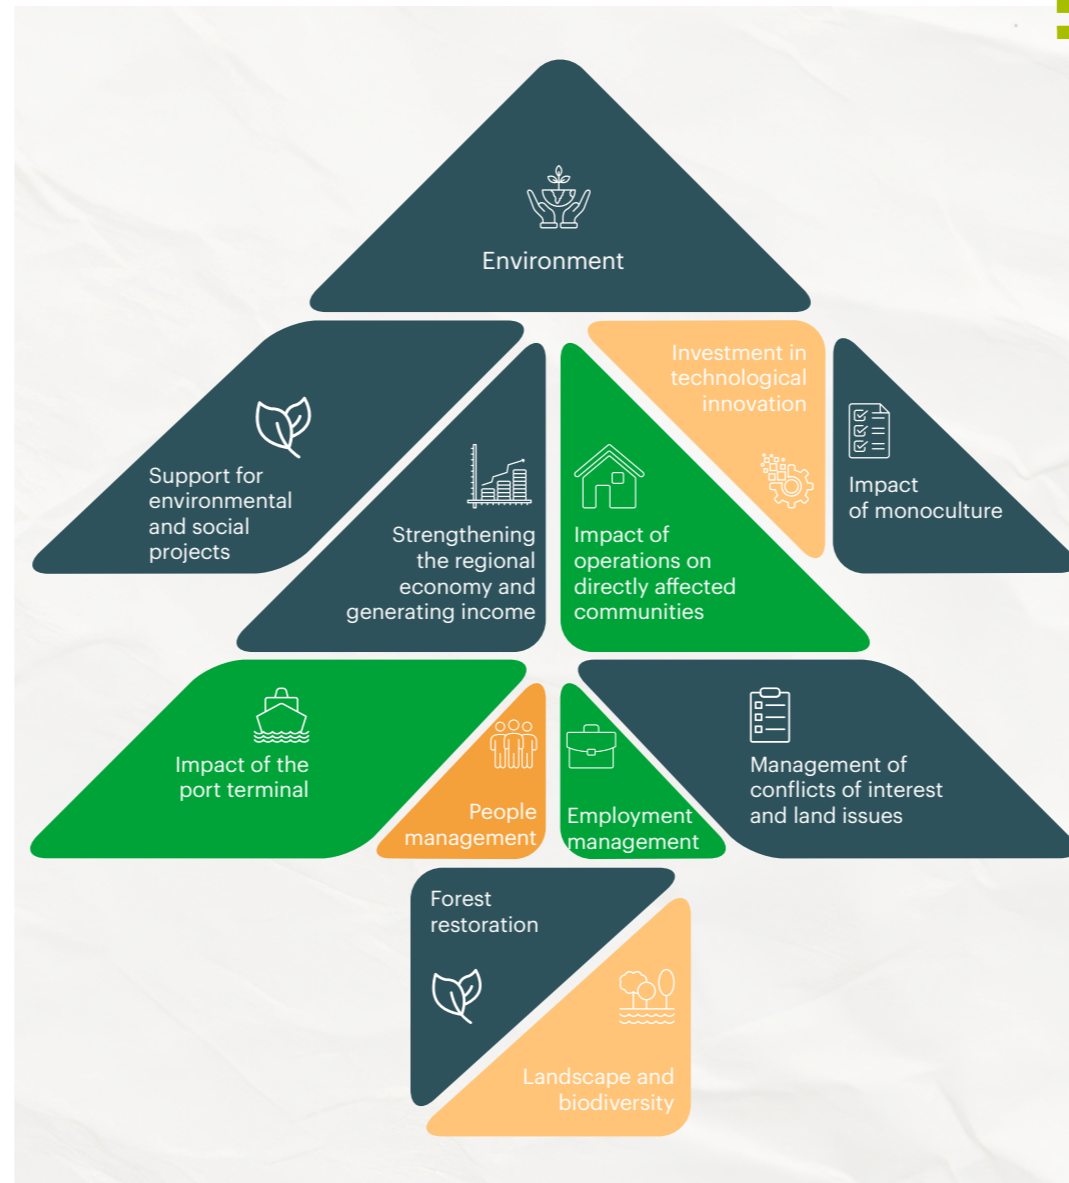 Environment
Support for
environmental
and social
projects
Strengthening
the regional
economy and
generating income
Impact of
operations on
directly affected
communities
Investment in
technological
innovation
Impact
of monoculture
Impact of the
port terminal
People
management
Employment
management
Management of
conflicts of interest
and land issues
Forest
restoration
Landscape and
biodiversity